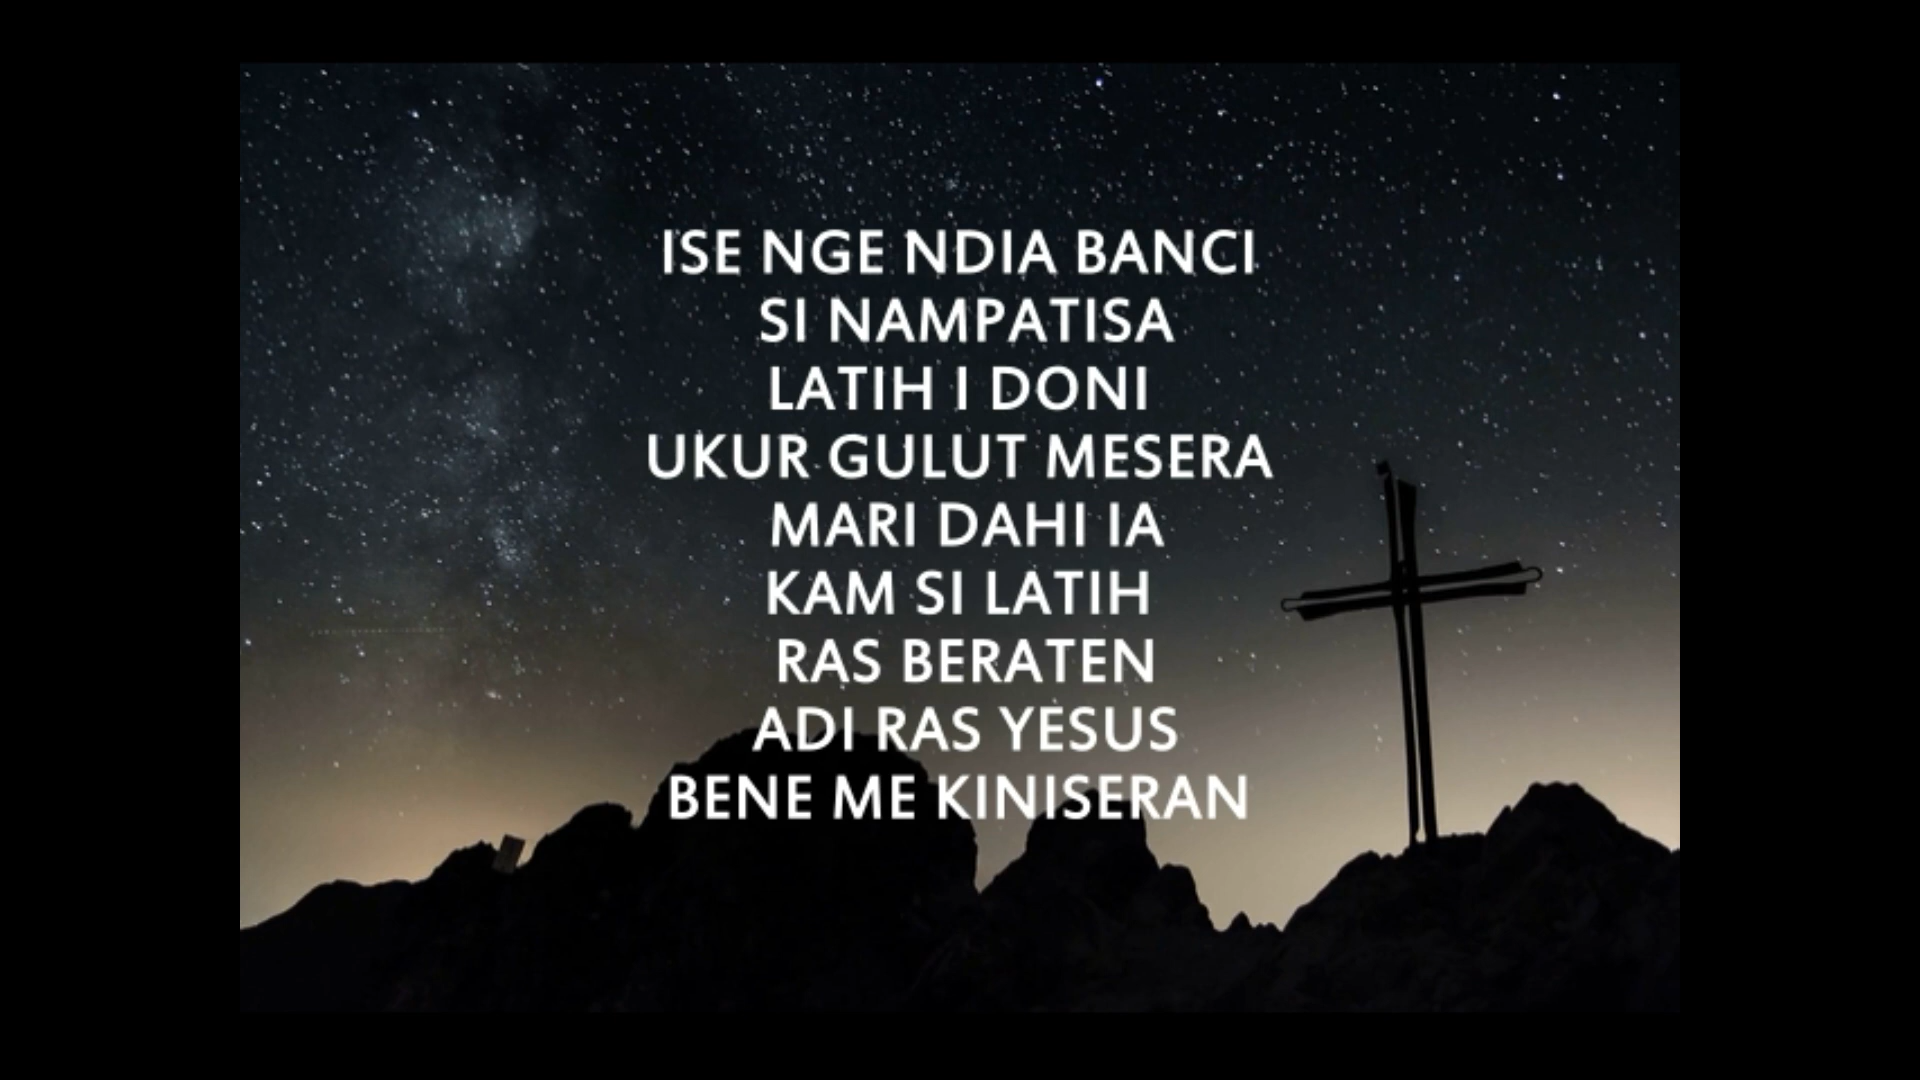 ISE NGE NDIA BANCI
SI NAMPATISA
LATIH I DONI
UKUR GULUT MESERA
MARI DAHI IA
KAM SI LATIH
RAS BERATEN
ADI RAS YESUS
BENE ME KINISERAN